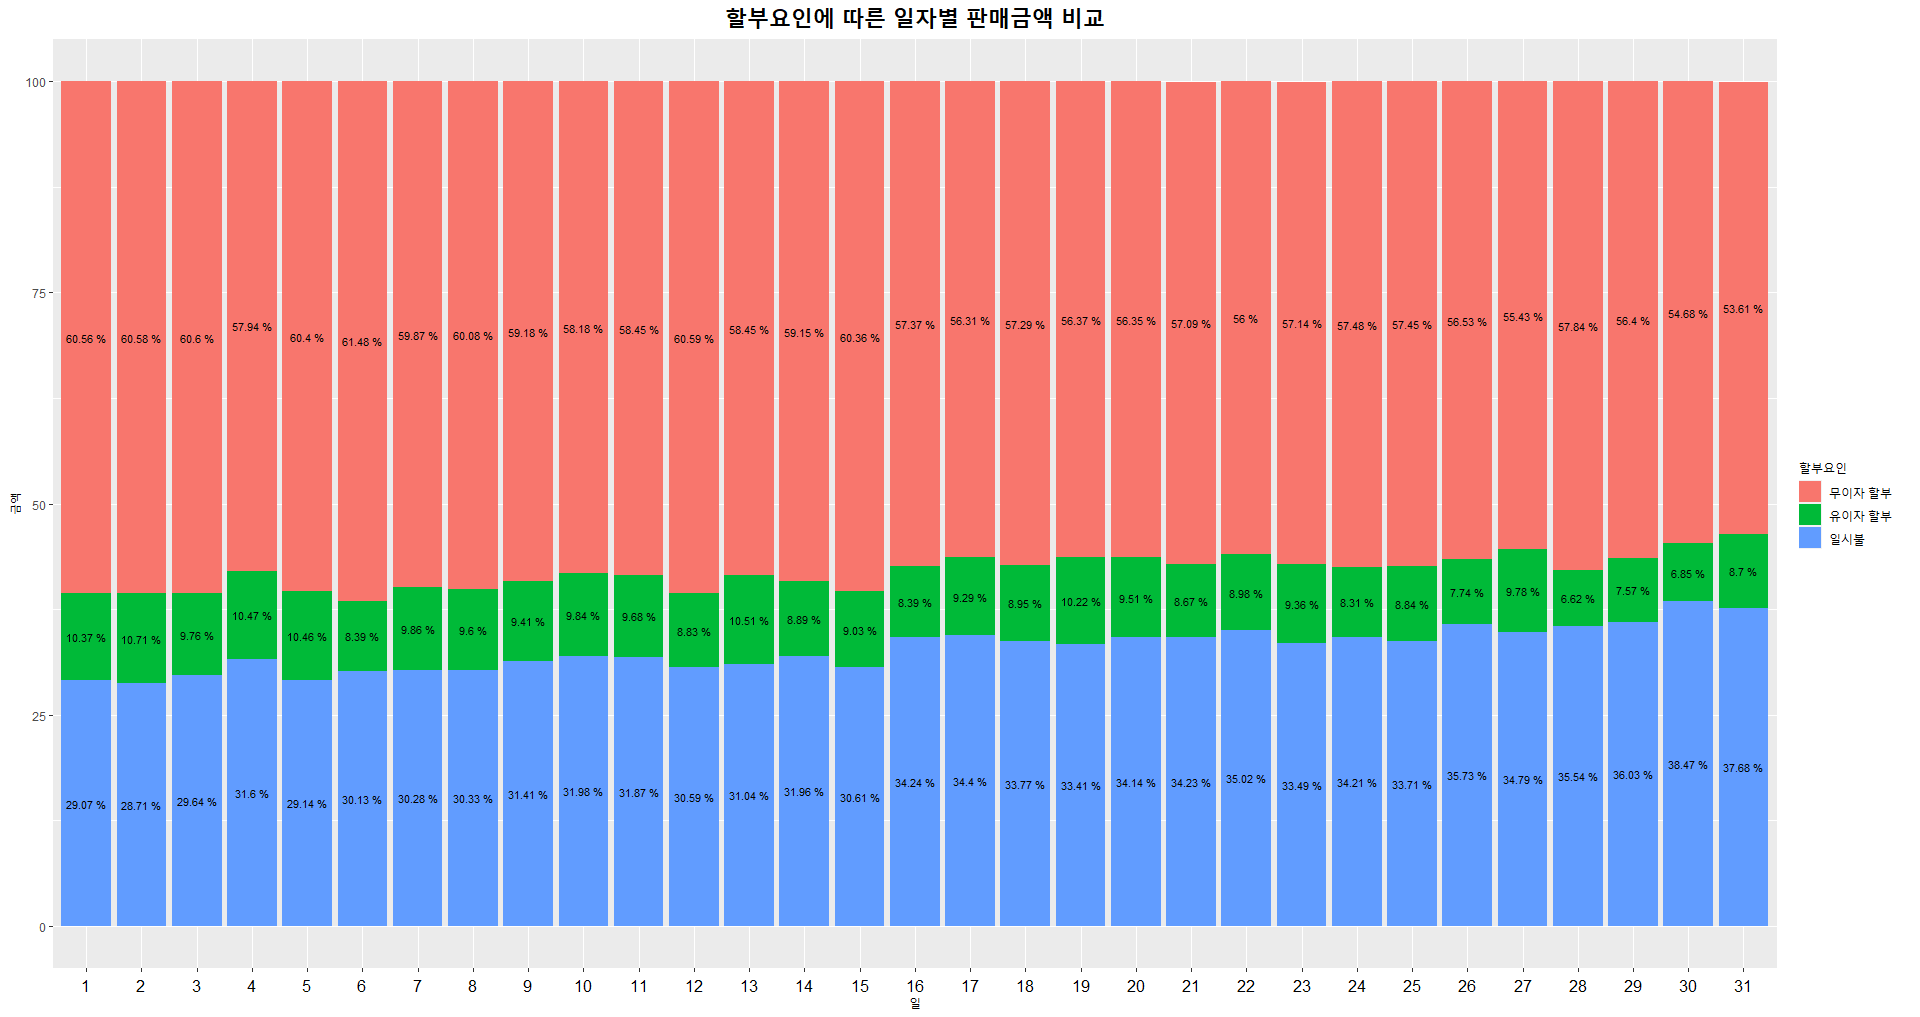 할부요인에 따른 일자별 판매금액 비교
100
75
50
25
0
금액
60.56 % 60.58 % 60.6 % 57.94 % 60.4 % 61.48 % 59.87 % 60.08 % 59.18 % 58.18 % 58.45 % 60.59 % 58.45 % 59.15 % 60.36 % 57.37 % 56.31 % 57.29 % 56.37 % 56.35 % 57.09 % 56 % 57.14 % 57.48 % 57.45 % 56.53 % 55.43 % 57.84 % 56.4 % 54.68 % 53.61 %
10.37 % 10.71 % 9.76 % 10.47 % 10.46 % 8.39 % 9.86 % 9.6 % 9.41 % 9.84 % 9.68 % 8.83 % 10.51 % 8.89 % 9.03 % 8.39 % 9.29 % 8.95 % 10.22 % 9.51 % 8.67 % 8.98 % 9.36 % 8.31 % 8.84 % 7.74 % 9.78 % 6.62 % 7.57 % 6.85 % 8.7 %
29.07 % 28.71 % 29.64 % 31.6 % 29.14 % 30.13 % 30.28 % 30.33 % 31.41 % 31.98 % 31.87 % 30.59 % 31.04 % 31.96 % 30.61 % 34.24 % 34.4 % 33.77 % 33.41 % 34.14 % 34.23 % 35.02 % 33.49 % 34.21 % 33.71 % 35.73 % 34.79 % 35.54 % 36.03 % 38.47 % 37.68 %
1 2 3 4 5 6 7 8 9 10 11 12 13 14 15 16 17 18 19 20 21 22 23 24 25 26 27 28 29 30 31
일
할부요인
무이자 할부
유이자 할부
일시불